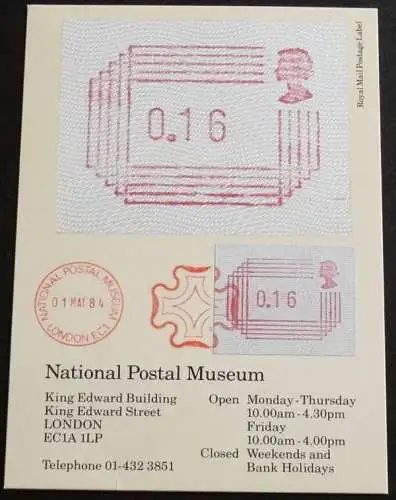 Royal Mail Postage Label
0.16
NATIONAL POSTAL MUSEUM
01 MAI 84
LONDON EC1
0.16
National Postal Museum
King Edward Building
King Edward Street
LONDON
EC1A 1LP
Telephone 01-432 3851
Open Monday - Thursday
10.00am - 4.30pm
Friday
10.00am - 4.00pm
Closed Weekends and
Bank Holidays